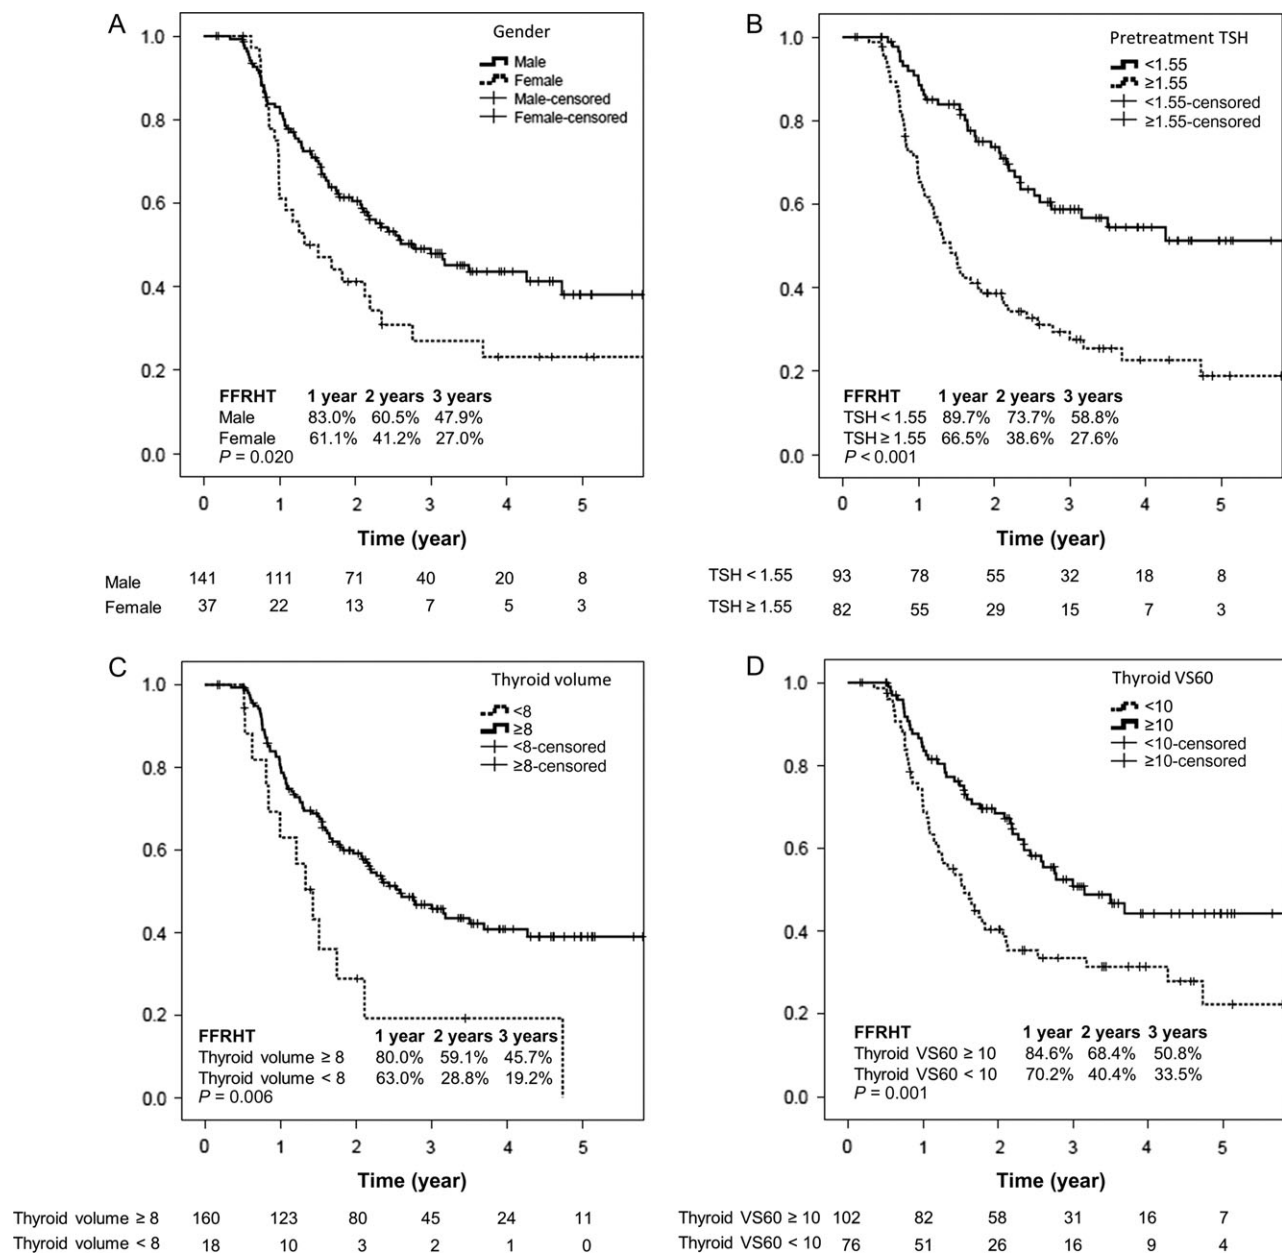 A
Gender
Male
Female
Male-censored
Female-censored
1.0
0.8
0.6
0.4
0.2
0.0
FFRHT 1 year 2 years 3 years
Male 83.0% 60.5% 47.9%
Female 61.1% 41.2% 27.0%
P = 0.020
0 1 2 3 4 5
Time (year)
Male 141 111 71 40 20 8
Female 37 22 13 7 5 3
B
Pretreatment TSH
<1.55
≥1.55
<1.55-censored
≥1.55-censored
1.0
0.8
0.6
0.4
0.2
0.0
FFRHT 1 year 2 years 3 years
TSH < 1.55 89.7% 73.7% 58.8%
TSH ≥ 1.55 66.5% 38.6% 27.6%
P < 0.001
0 1 2 3 4 5
Time (year)
TSH < 1.55 93 78 55 32 18 8
TSH ≥ 1.55 82 55 29 15 7 3
C
Thyroid volume
<8
≥8
<8-censored
≥8-censored
1.0
0.8
0.6
0.4
0.2
0.0
FFRHT 1 year 2 years 3 years
Thyroid volume ≥ 8 80.0% 59.1% 45.7%
Thyroid volume < 8 63.0% 28.8% 19.2%
P = 0.006
0 1 2 3 4 5
Time (year)
Thyroid volume ≥ 8 160 123 80 45 24 11
Thyroid volume < 8 18 10 3 2 1 0
D
Thyroid VS60
<10
≥10
<10-censored
≥10-censored
1.0
0.8
0.6
0.4
0.2
0.0
FFRHT 1 year 2 years 3 years
Thyroid VS60 ≥ 10 84.6% 68.4% 50.8%
Thyroid VS60 < 10 70.2% 40.4% 33.5%
P = 0.001
0 1 2 3 4 5
Time (year)
Thyroid VS60 ≥ 10 102 82 58 31 16 7
Thyroid VS60 < 10 76 51 26 16 9 4